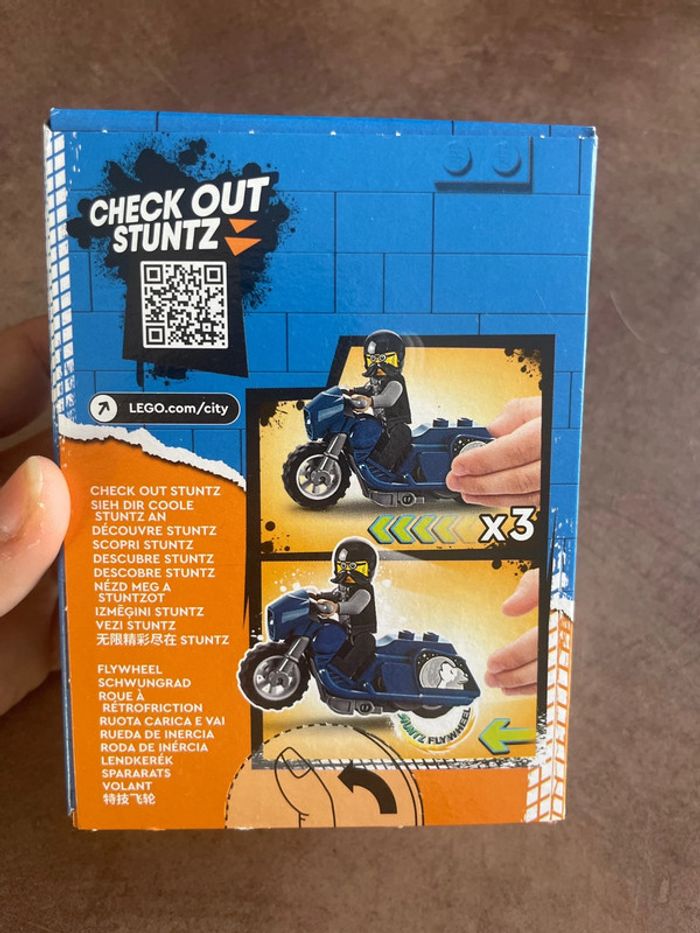 CHECK OUT
STUNTZ
LEGO.com/city
CHECK OUT STUNTZ
SIEH DIR COOLE
STUNTZ AN
DÉCOUVRE STUNTZ
SCOPRI STUNTZ
DESCUBRE STUNTZ
DESCOBRE STUNTZ
NÉZD MEG A
STUNTZOT
IZMĒĢINI STUNTZ
VEZI STUNTZ
无限精彩尽在 STUNTZ
FLYWHEEL
SCHWUNGRAD
ROUE À
RÉTROFRICTION
RUOTA CARICA E VAI
RUEDA DE INERCIA
RODA DE INÉRCIA
LENDKERÉK
SPARARATS
VOLANT
特技飞轮
x3
STUNTZ FLYWHEEL